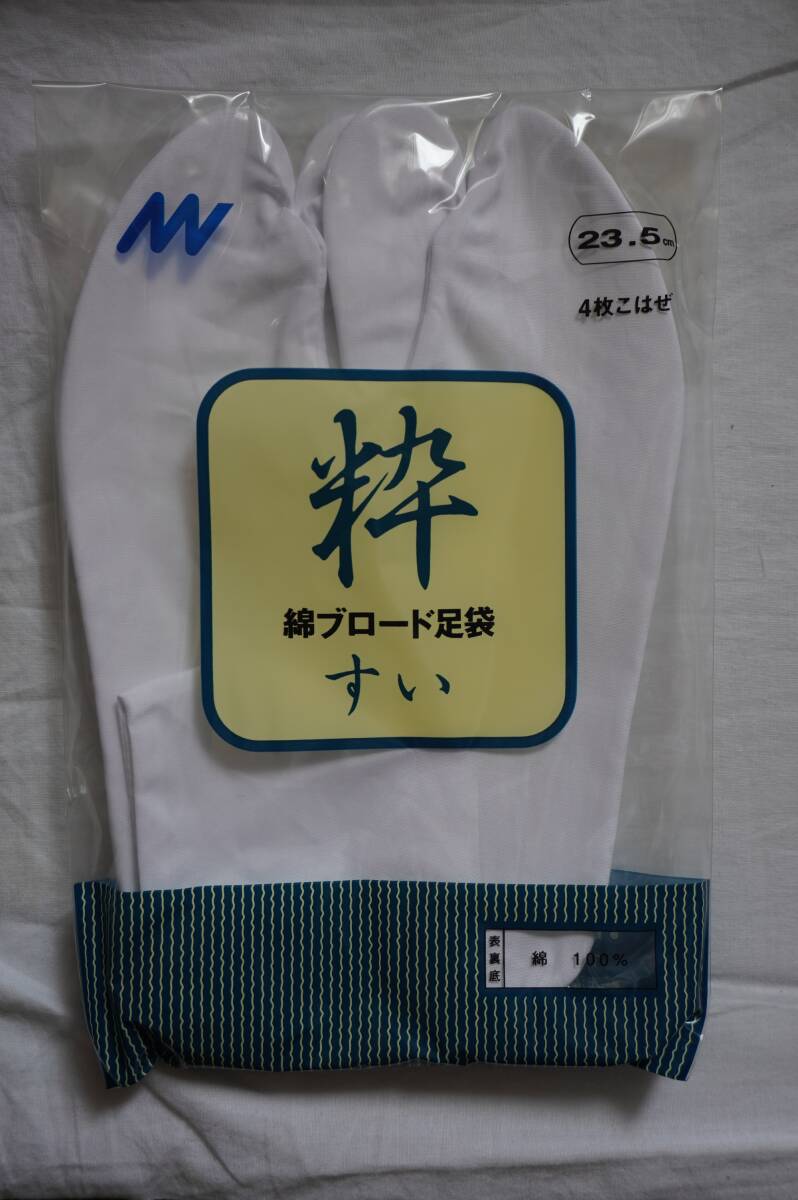 23.5cm
4枚こはぜ
粋
綿ブロード足袋
すい
表
裏
底
綿 100%